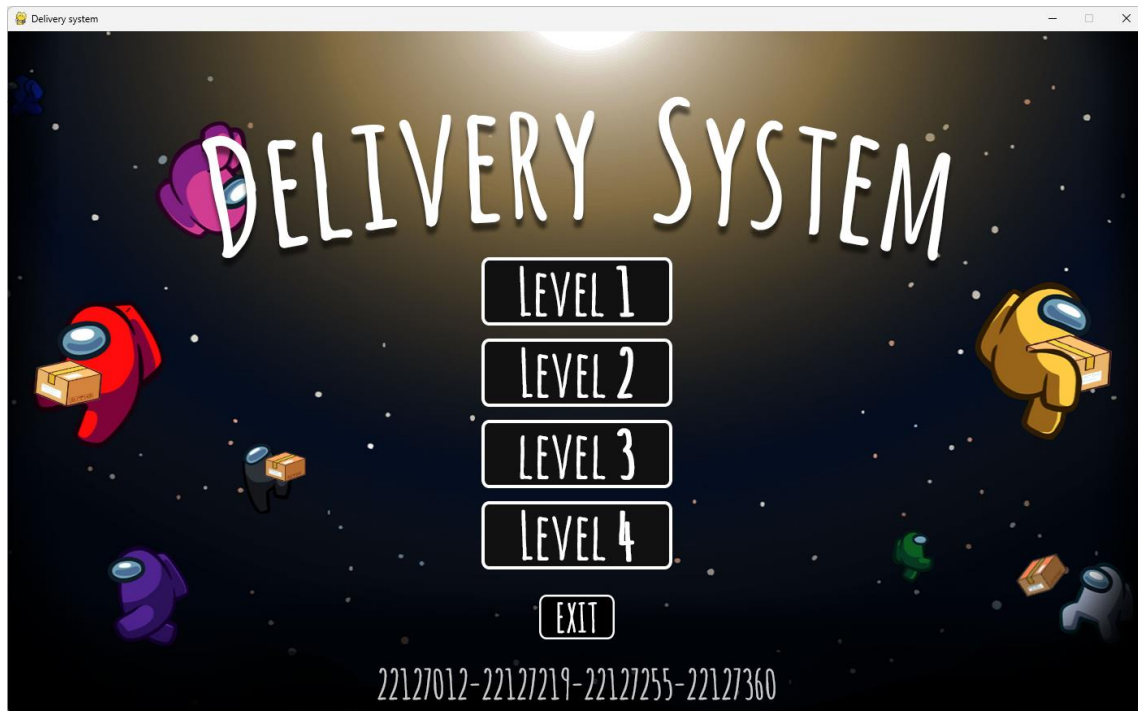 Delivery system
DELIVERY SYSTEM
LEVEL 1
LEVEL 2
LEVEL 3
LEVEL 4
EXIT
22127012-22127219-22127255-22127360